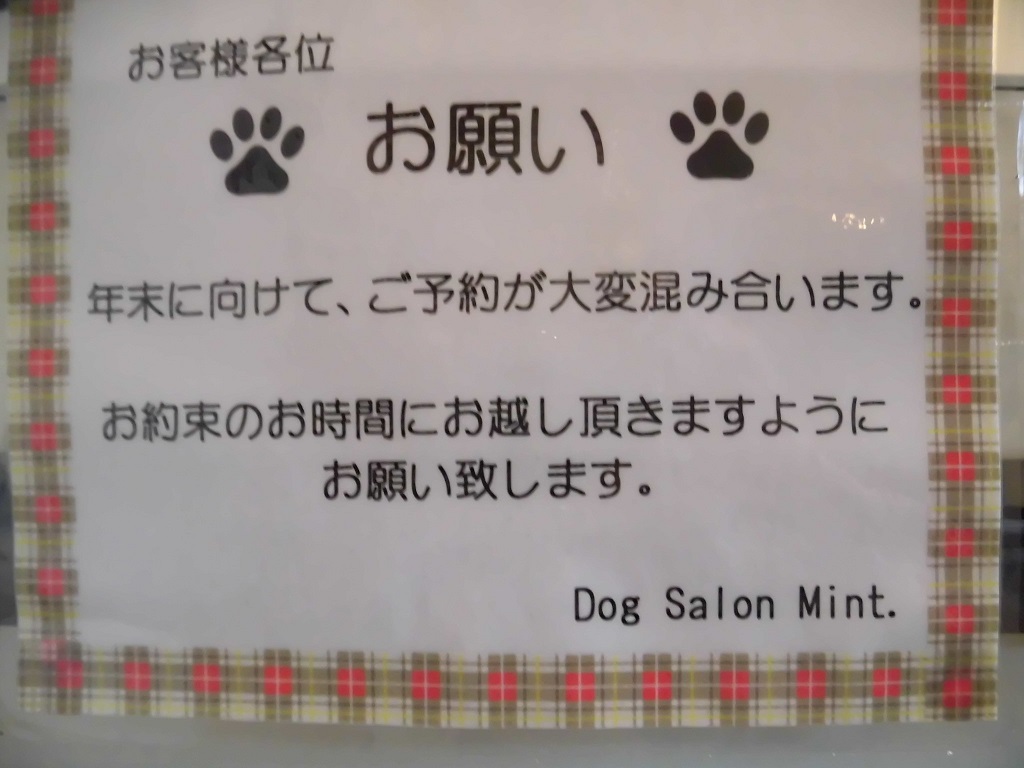 お客様各位
お願い
年末に向けて、ご予約が大変混み合います。
お約束のお時間にお越し頂きますように
お願い致します。
Dog Salon Mint.